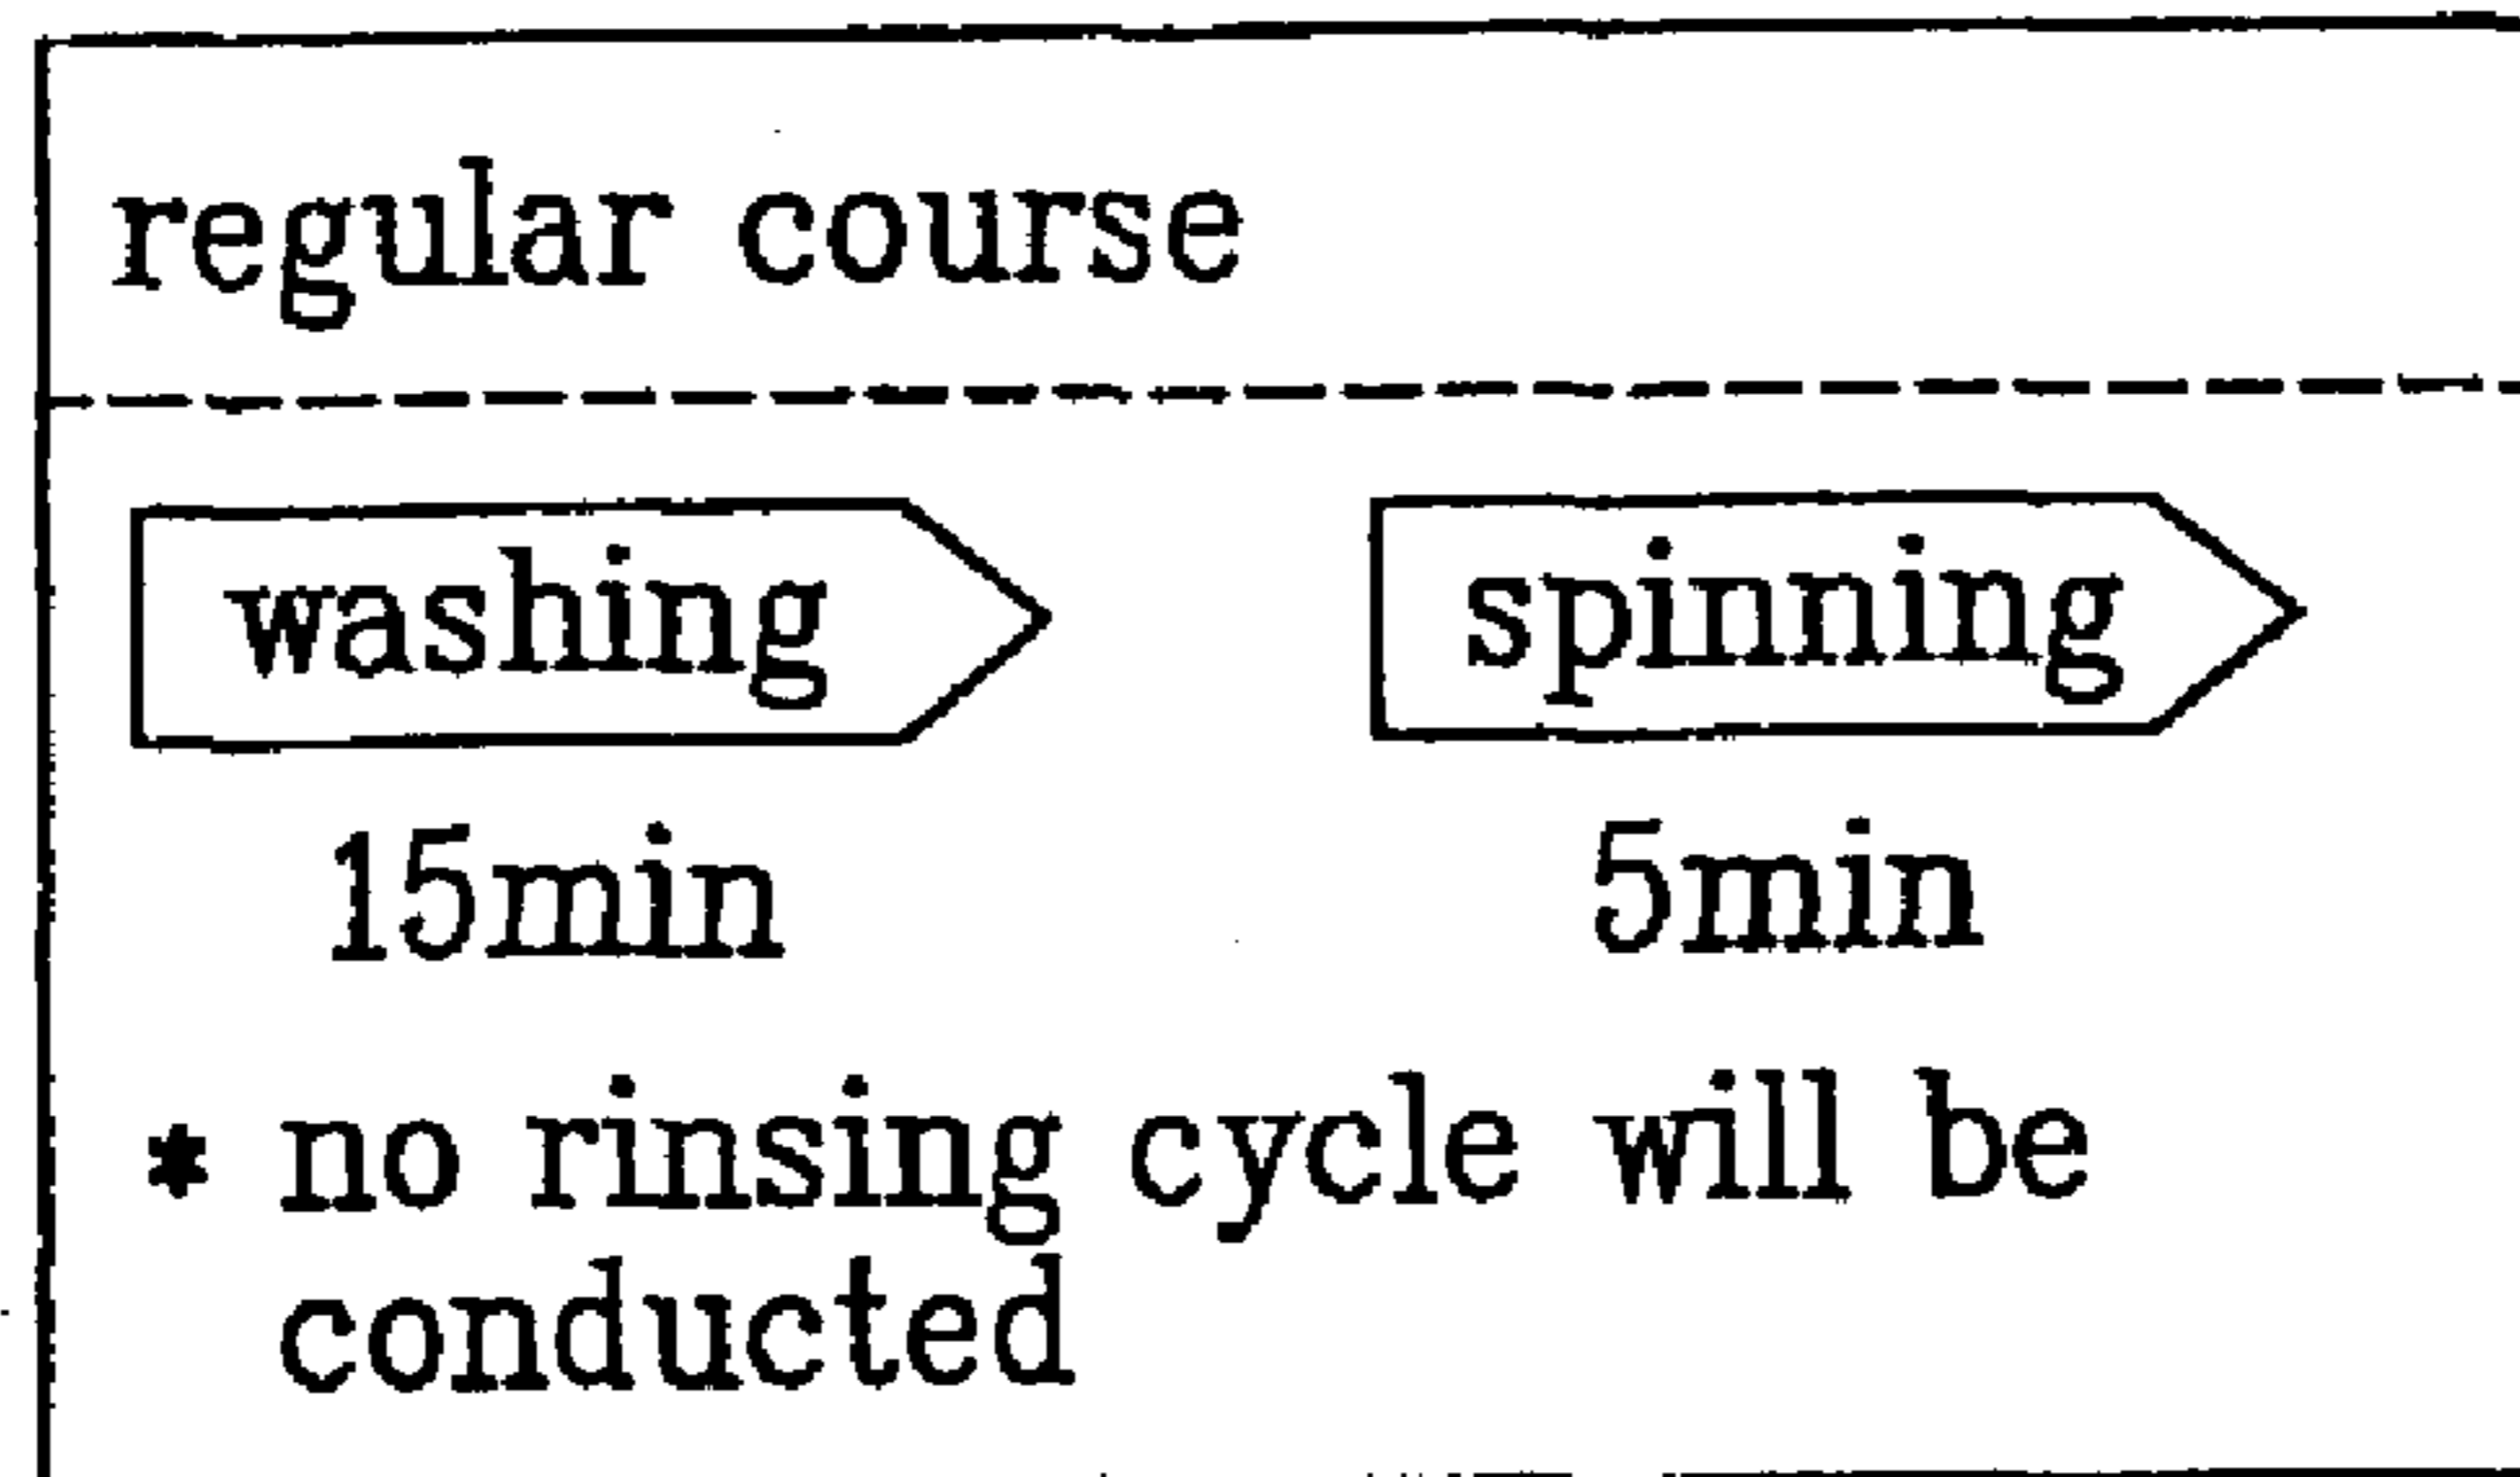 regular course
washing spinning
15min 5min
* no rinsing cycle will be
conducted